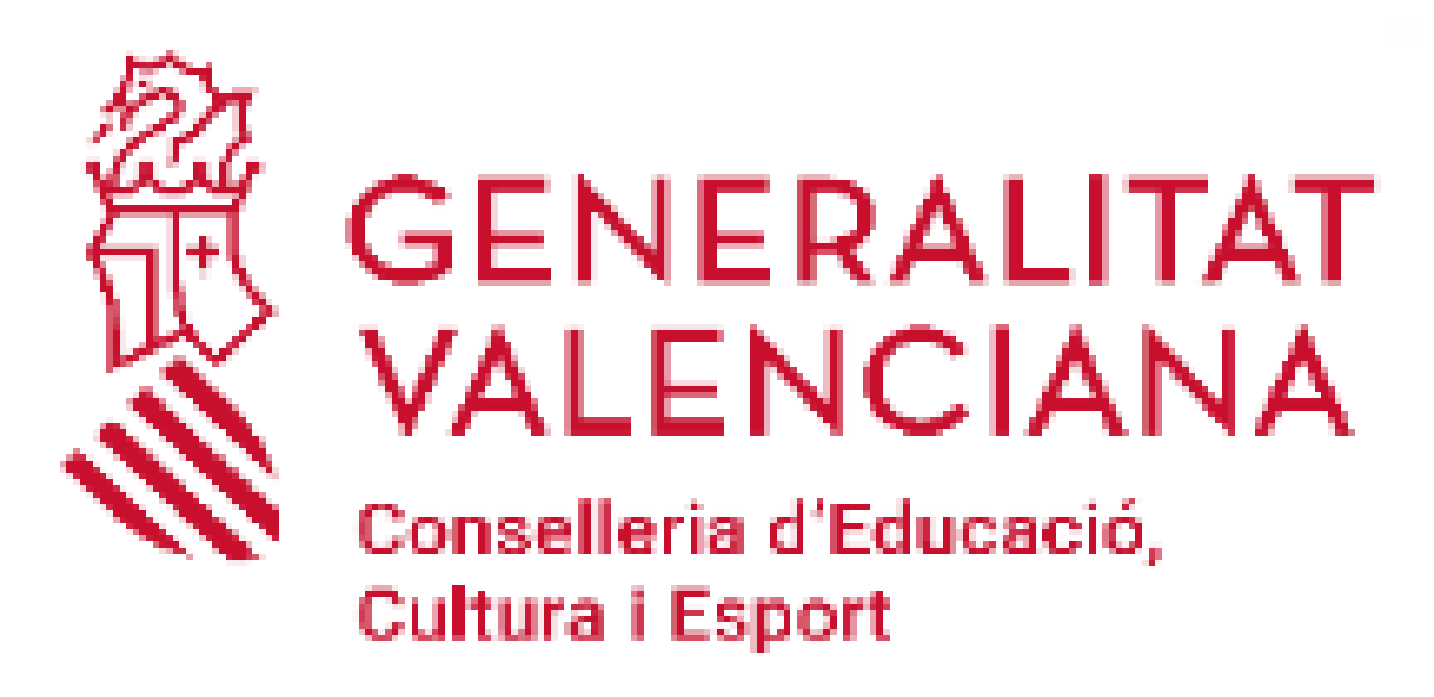 GENERALITAT
VALENCIANA
Conselleria d'Educació,
Cultura i Esport